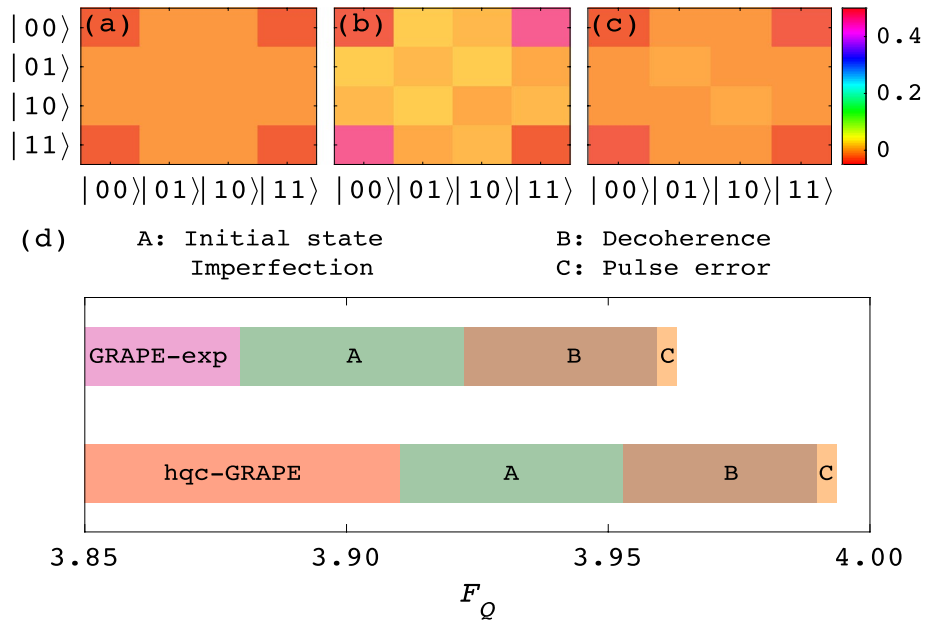 (a) (b) (c)
|00⟩
|01⟩
|10⟩
|11⟩
0.4
0.2
0
|00⟩ |01⟩ |10⟩ |11⟩ |00⟩ |01⟩ |10⟩ |11⟩ |00⟩ |01⟩ |10⟩ |11⟩
(d) A: Initial state B: Decoherence
Imperfection C: Pulse error
GRAPE-exp A B C
hqc-GRAPE A B C
3.85 3.90 3.95 4.00
F_Q